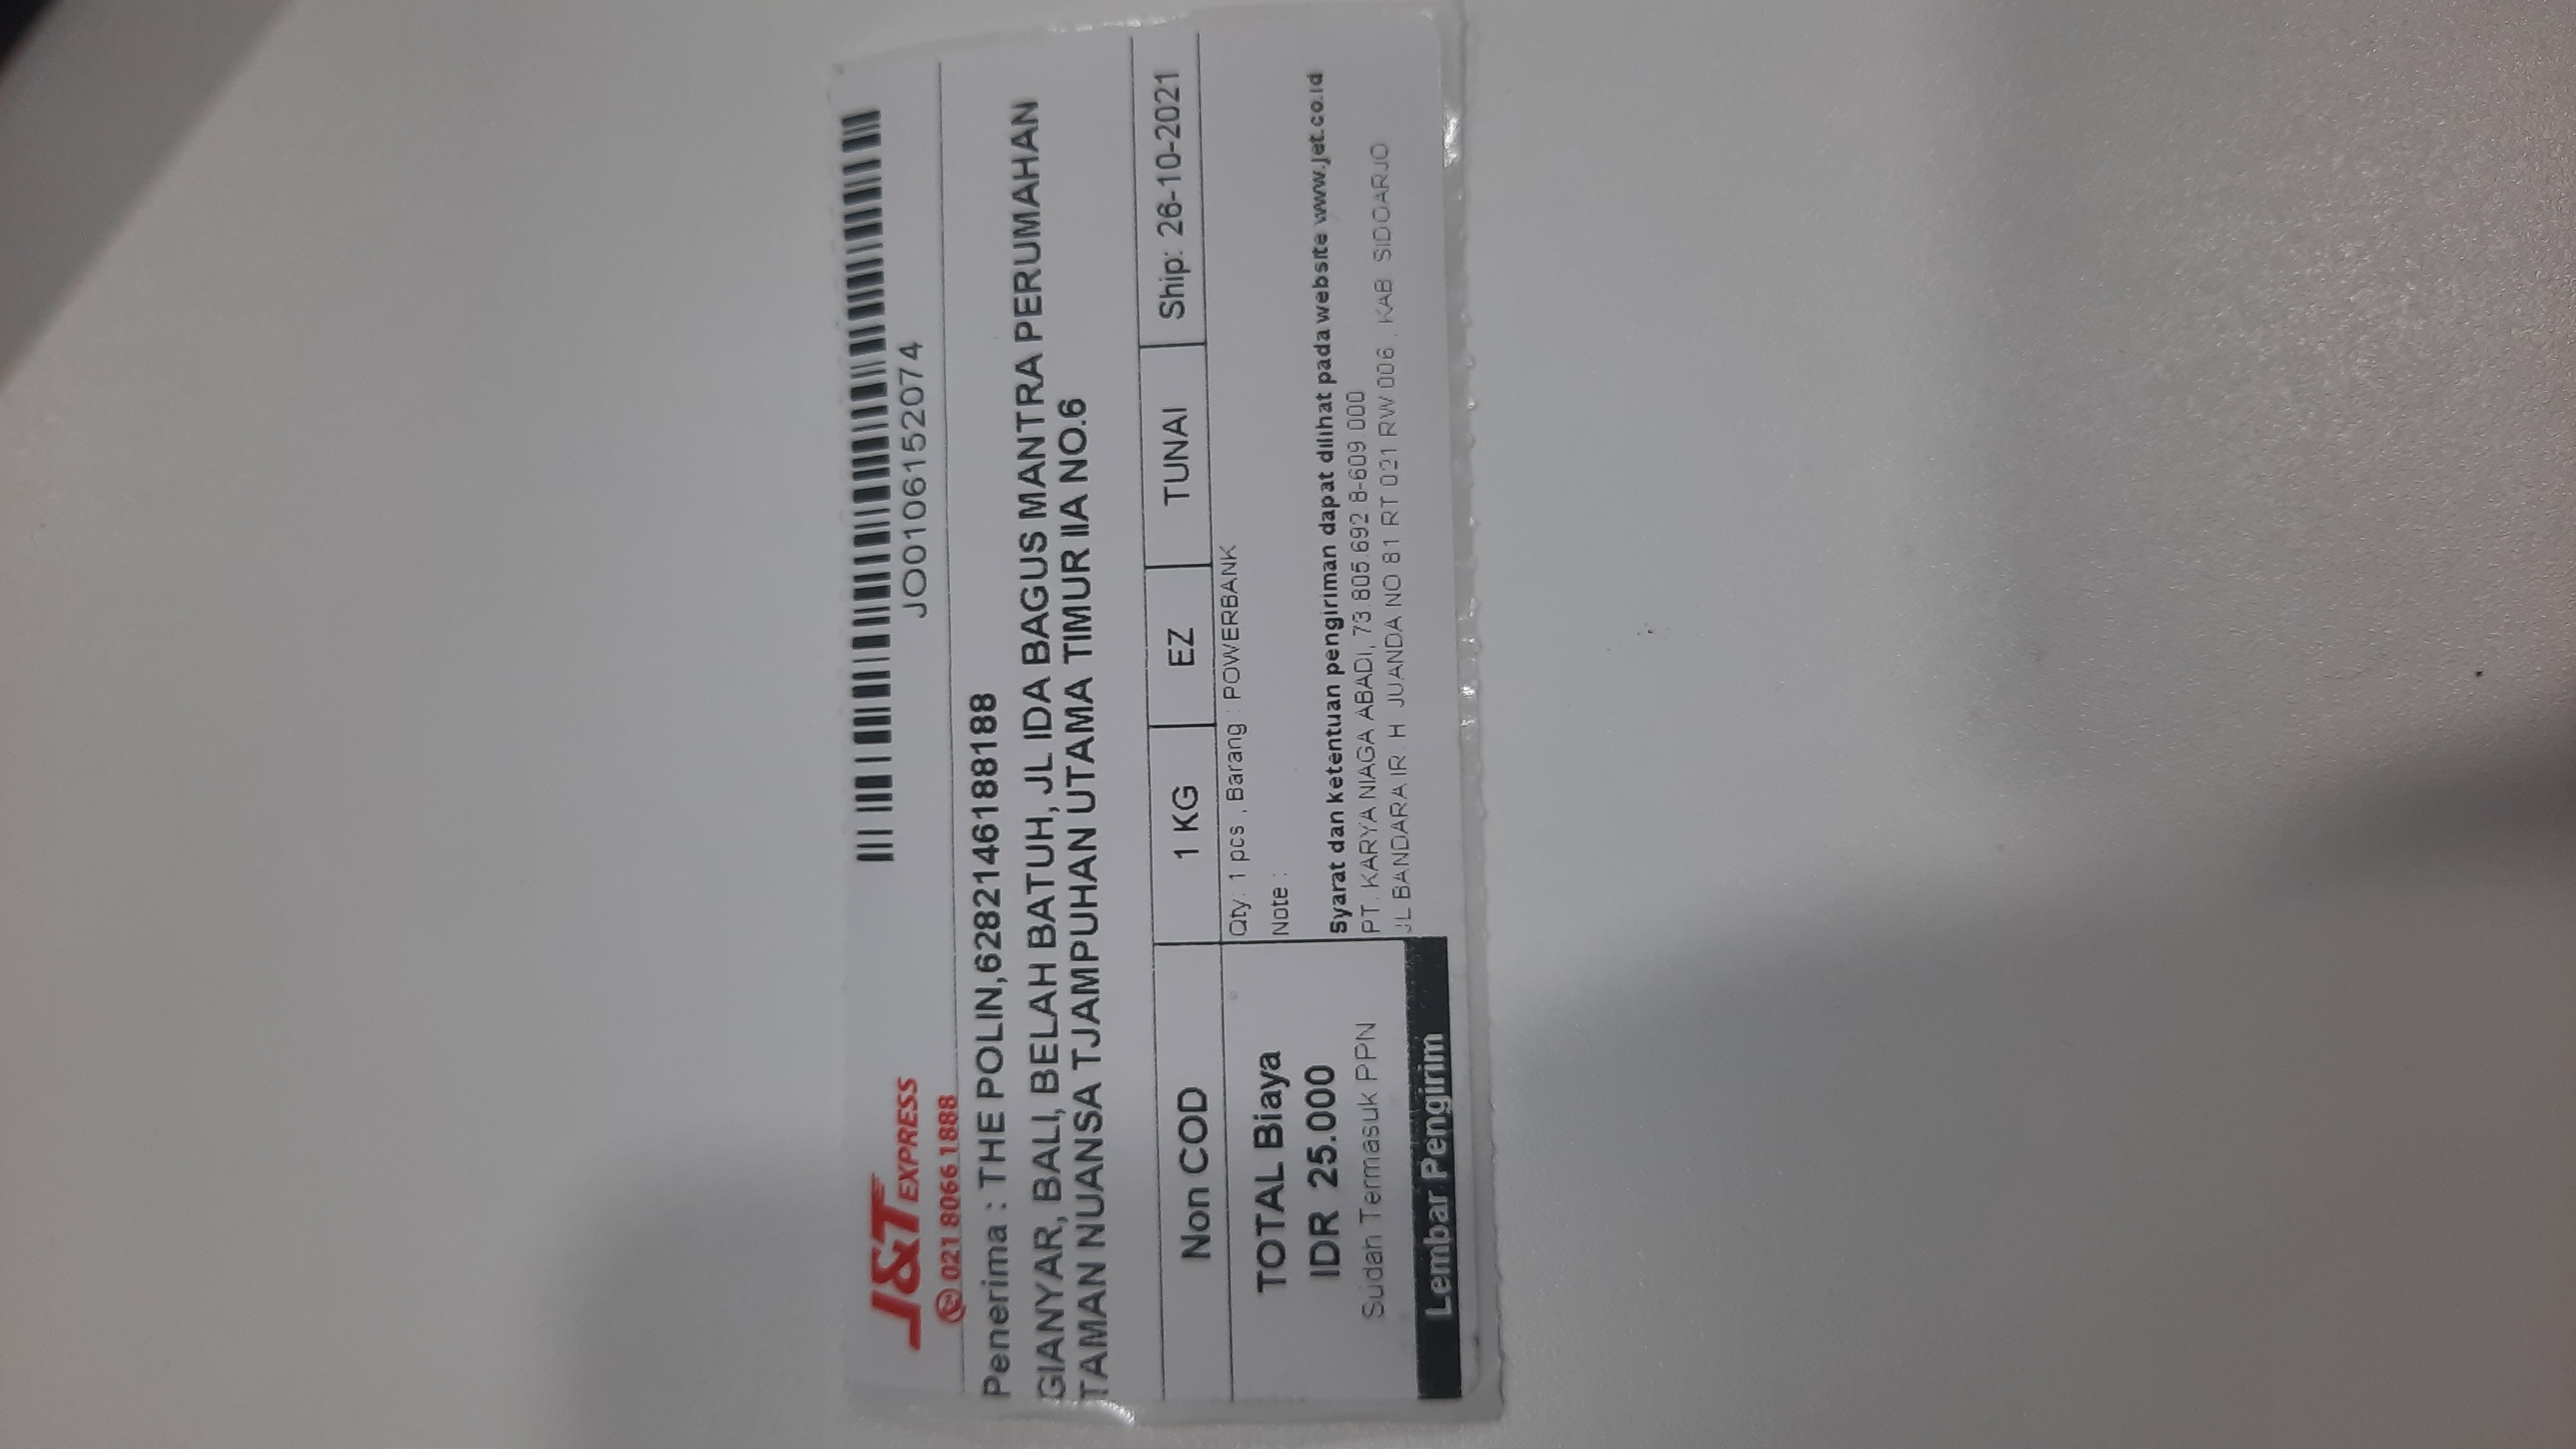 J&T EXPRESS
021 8066 1888
JO0106152074
Penerima : THE POLIN,6282146188188
GIANYAR, BALI, BELAH BATUH, JL IDA BAGUS MANTRA PERUMAHAN
TAMAN NUANSA TJAMPUHAN UTAMA TIMUR IIA NO.6
Non COD
1 KG
EZ
TUNAI
Ship: 26-10-2021
TOTAL Biaya
IDR 25.000
Sudah Termasuk PPN
Lembar Pengirim
Qty: 1 pcs , Barang : POWERBANK
Note :
Syarat dan ketentuan pengiriman dapat dilihat pada website www.jet.co.id
PT. KARYA NIAGA ABADI, 73.805.692.8-609.000
JL BANDARA IR. H. JUANDA NO 81 RT 021 RW 006 , KAB. SIDOARJO